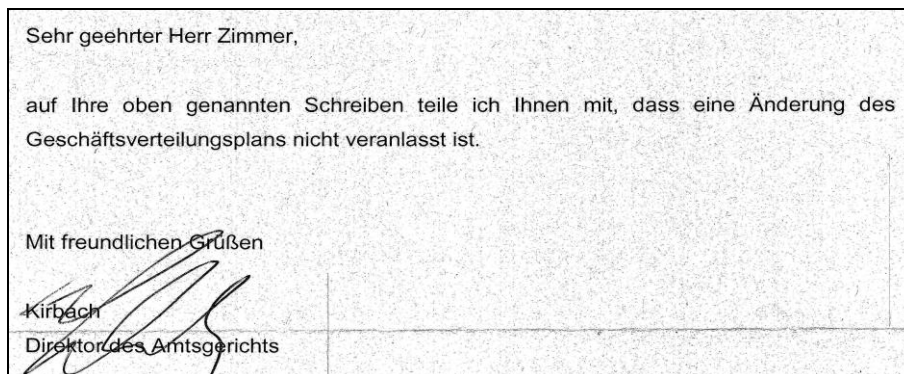 Sehr geehrter Herr Zimmer,
auf Ihre oben genannten Schreiben teile ich Ihnen mit, dass eine Änderung des
Geschäftsverteilungsplans nicht veranlasst ist.
Mit freundlichen Grüßen
Kirbach
Direktor des Amtsgerichts